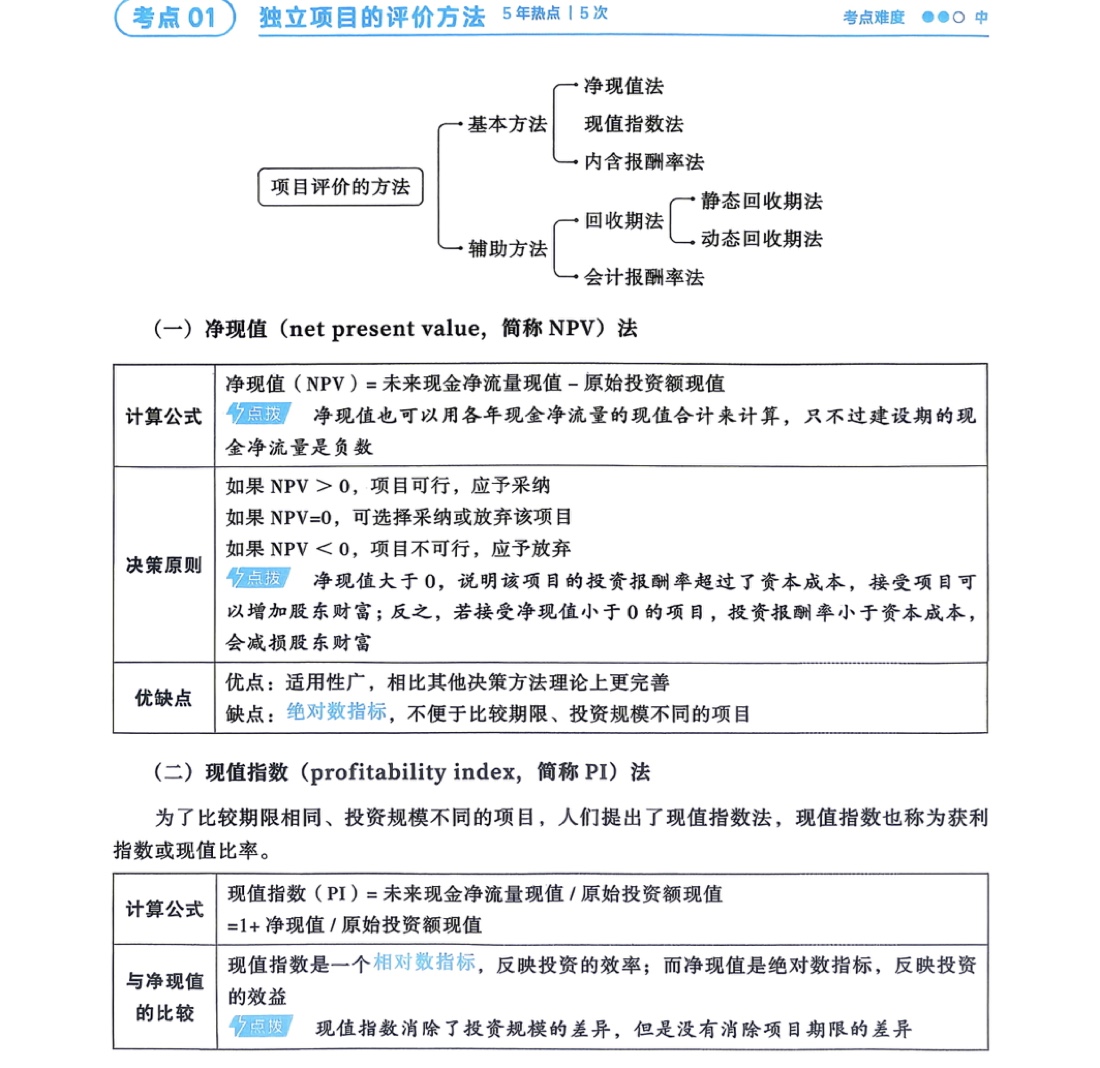 考点 01 独立项目的评价方法 5 年热点 | 5 次 考点难度 中
项目评价的方法
基本方法
净现值法
现值指数法
内含报酬率法
辅助方法
回收期法
静态回收期法
动态回收期法
会计报酬率法
（一）净现值（net present value，简称 NPV）法
计算公式
净现值（NPV）= 未来现金净流量现值 – 原始投资额现值
点拨 净现值也可以用各年现金净流量的现值合计来计算，只不过建设期的现
金净流量是负数
决策原则
如果 NPV ＞ 0，项目可行，应予采纳
如果 NPV=0，可选择采纳或放弃该项目
如果 NPV ＜ 0，项目不可行，应予放弃
点拨 净现值大于 0，说明该项目的投资报酬率超过了资本成本，接受项目可
以增加股东财富；反之，若接受净现值小于 0 的项目，投资报酬率小于资本成本，
会减损股东财富
优缺点
优点：适用性广，相比其他决策方法理论上更完善
缺点：绝对数指标，不便于比较期限、投资规模不同的项目
（二）现值指数（profitability index，简称 PI）法
为了比较期限相同、投资规模不同的项目，人们提出了现值指数法，现值指数也称为获利
指数或现值比率。
计算公式
现值指数（PI）= 未来现金净流量现值 / 原始投资额现值
=1+ 净现值 / 原始投资额现值
与净现值
的比较
现值指数是一个相对数指标，反映投资的效率；而净现值是绝对数指标，反映投资
的效益
点拨 现值指数消除了投资规模的差异，但是没有消除项目期限的差异